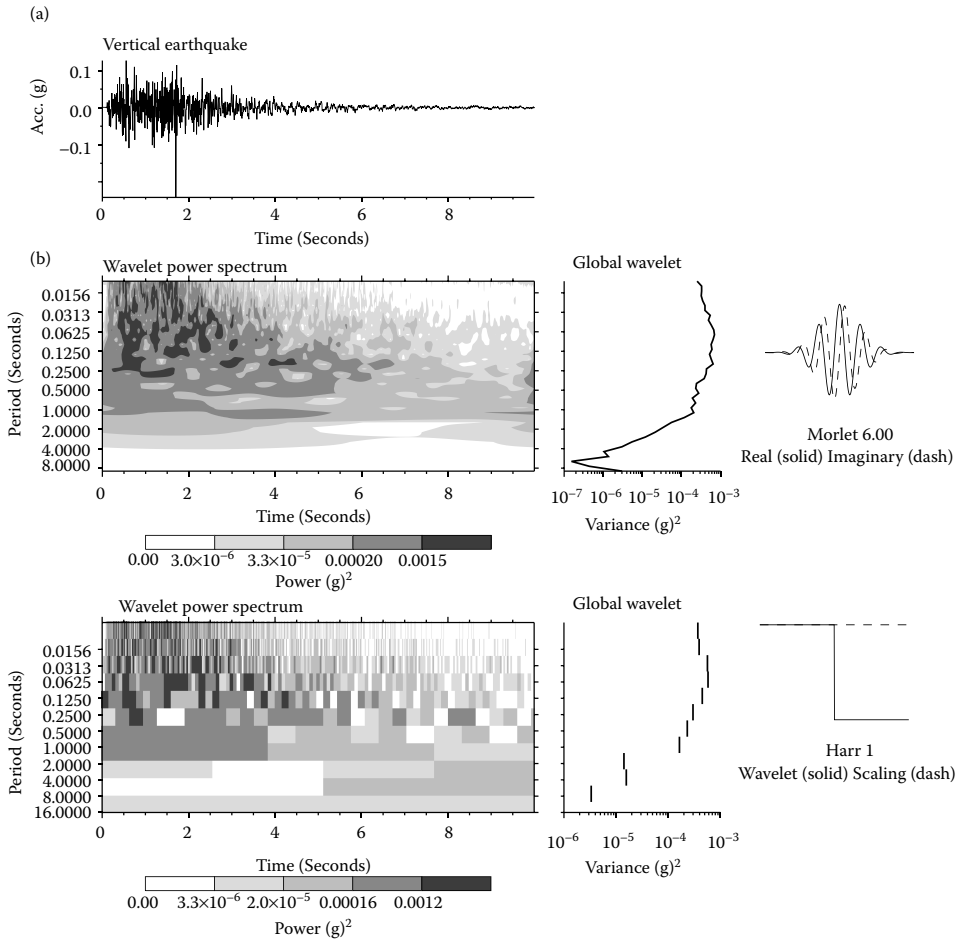 (a)
Vertical earthquake
Acc. (g)
0.1
0.0
−0.1
0 2 4 6 8
Time (Seconds)
(b)
Wavelet power spectrum
Period (Seconds)
0.0156
0.0313
0.0625
0.1250
0.2500
0.5000
1.0000
2.0000
4.0000
8.0000
0 2 4 6 8
Time (Seconds)
0.00 3.0×10⁻⁶ 3.3×10⁻⁵ 0.00020 0.0015
Power (g)²
Global wavelet
10⁻⁷ 10⁻⁶ 10⁻⁵ 10⁻⁴ 10⁻³
Variance (g)²
Morlet 6.00
Real (solid) Imaginary (dash)
Wavelet power spectrum
Period (Seconds)
0.0156
0.0313
0.0625
0.1250
0.2500
0.5000
1.0000
2.0000
4.0000
8.0000
16.0000
0 2 4 6 8
Time (Seconds)
0.00 3.3×10⁻⁶ 2.0×10⁻⁵ 0.00016 0.0012
Power (g)²
Global wavelet
10⁻⁶ 10⁻⁵ 10⁻⁴ 10⁻³
Variance (g)²
Harr 1
Wavelet (solid) Scaling (dash)